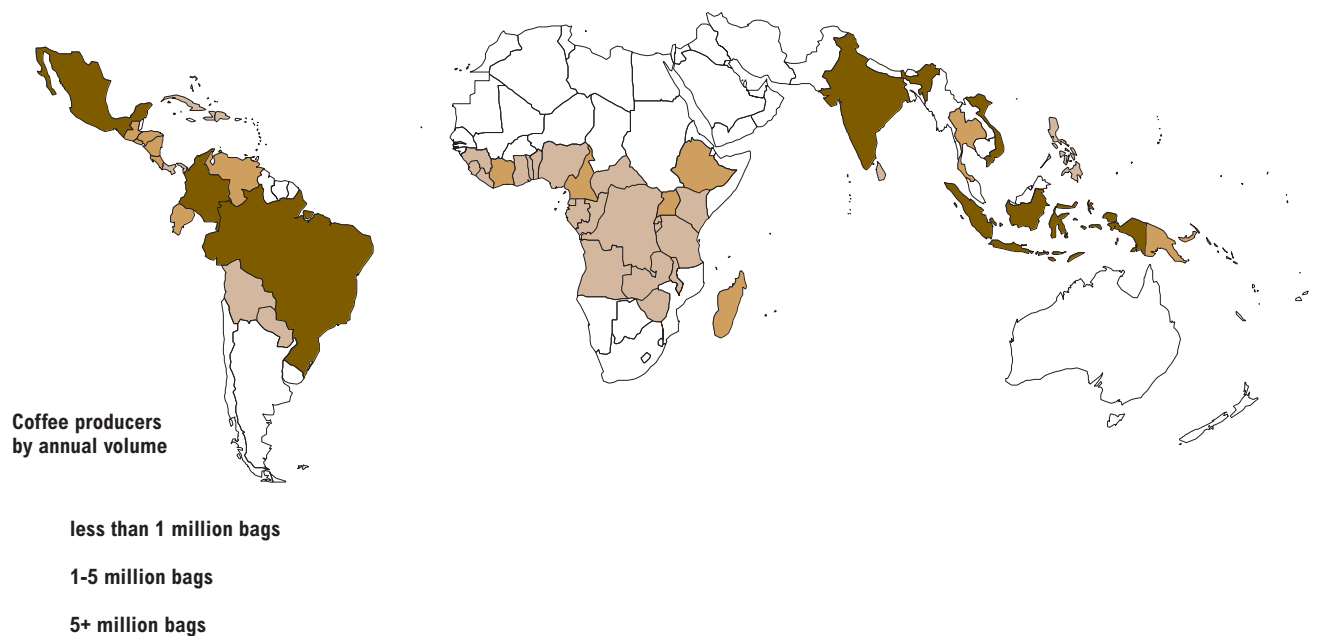 Coffee producers
by annual volume
less than 1 million bags
1-5 million bags
5+ million bags